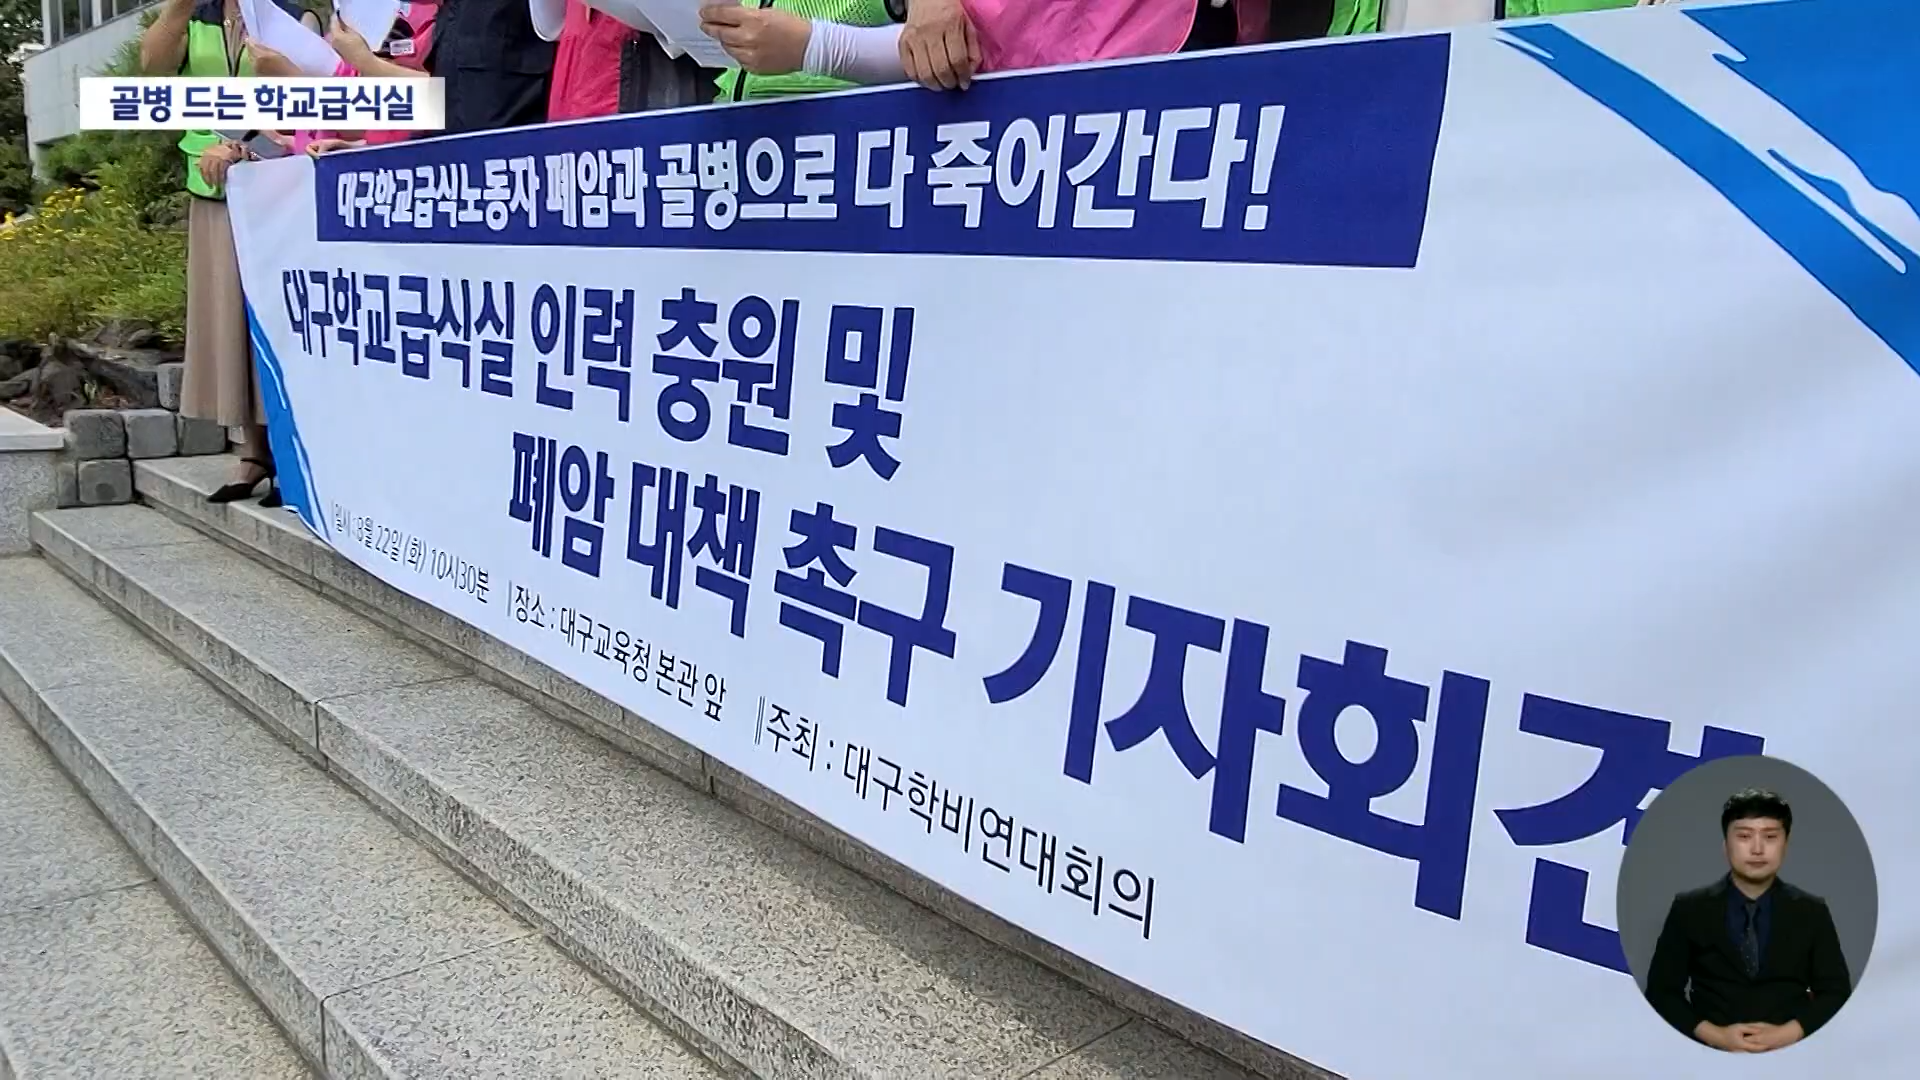 골병 드는 학교급식실
대구학교급식노동자 폐암과 골병으로 다 죽어간다!
대구학교급식실 인력 충원 및
폐암 대책 촉구 기자회견
일시 : 8월 22일 (화) 10시30분 장소 : 대구교육청 본관 앞 주최 : 대구학비연대회의